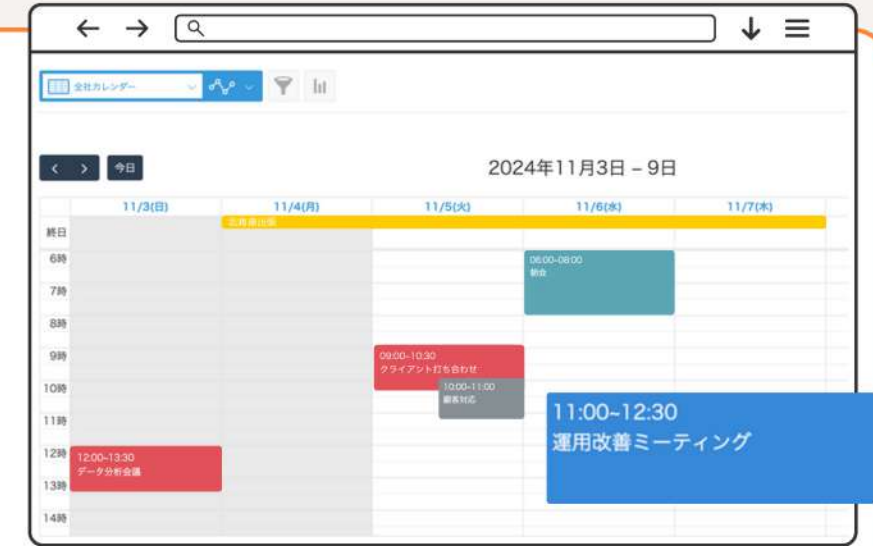 全社カレンダー
今日
2024年11月3日 – 9日
11/3(日) 11/4(月) 11/5(火) 11/6(水) 11/7(木)
終日
北海道出張
6時
06:00-08:00
朝会
7時
8時
9時
09:00-10:30
クライアント打ち合わせ
10時
10:00-11:00
顧客対応
11時
11:00~12:30
運用改善ミーティング
12時
12:00-13:30
データ分析会議
13時
14時